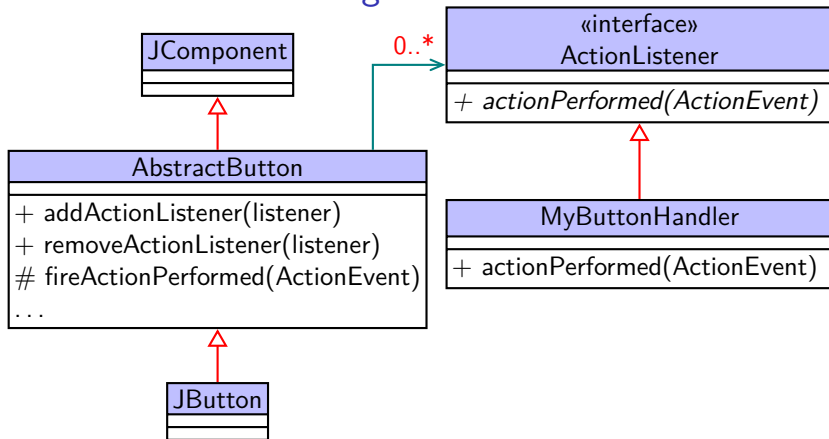 JComponent
0..*
«interface»
ActionListener
+ actionPerformed(ActionEvent)
AbstractButton
+ addActionListener(listener)
+ removeActionListener(listener)
# fireActionPerformed(ActionEvent)
...
MyButtonHandler
+ actionPerformed(ActionEvent)
JButton